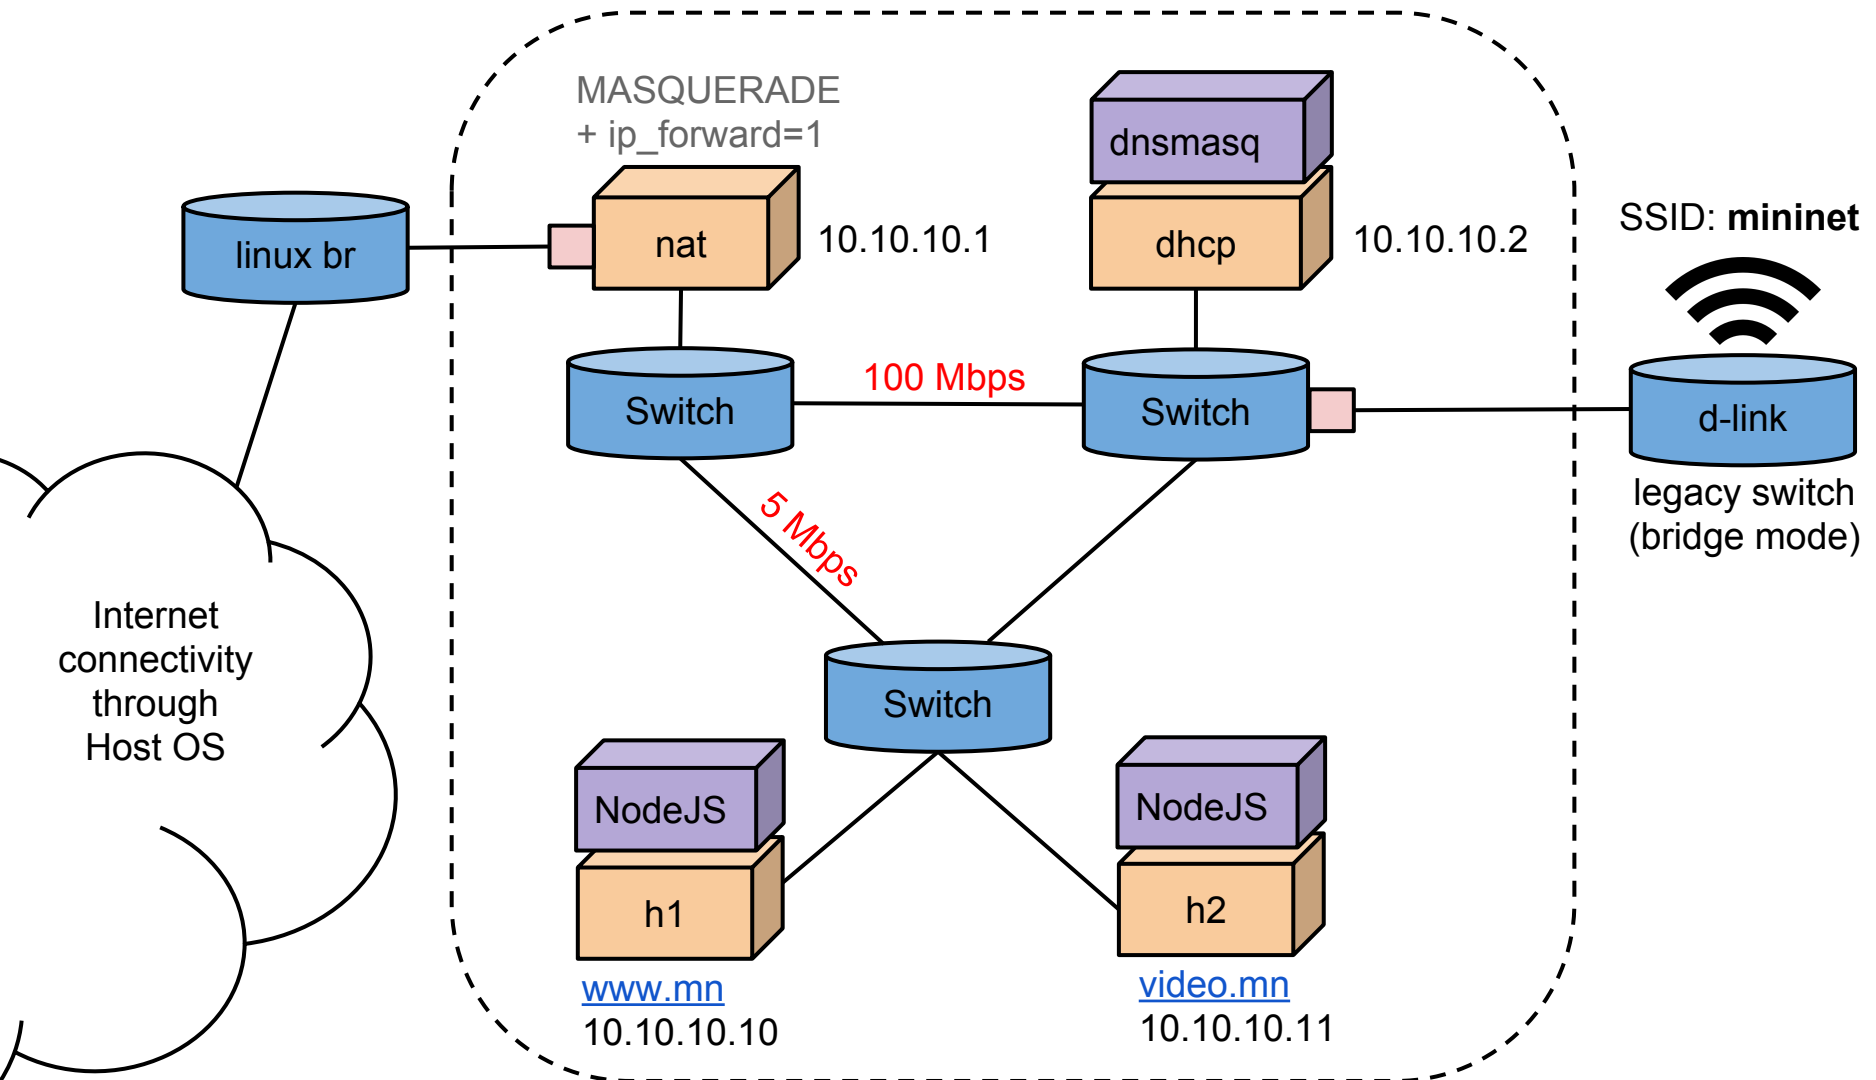 MASQUERADE
+ ip_forward=1
dnsmasq
SSID: mininet
linux br
nat
10.10.10.1
dhcp
10.10.10.2
100 Mbps
Switch
Switch
d-link
legacy switch
(bridge mode)
5 Mbps
Internet
connectivity
through
Host OS
Switch
NodeJS
NodeJS
h1
h2
www.mn
10.10.10.10
video.mn
10.10.10.11